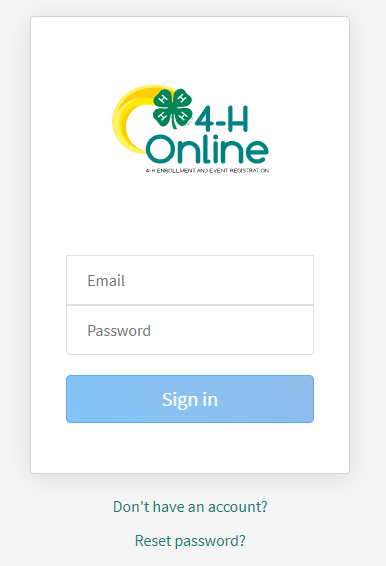 H H H H
4-H
Online
4-H ENROLLMENT AND EVENT REGISTRATION
Email
Password
Sign in
Don't have an account?
Reset password?